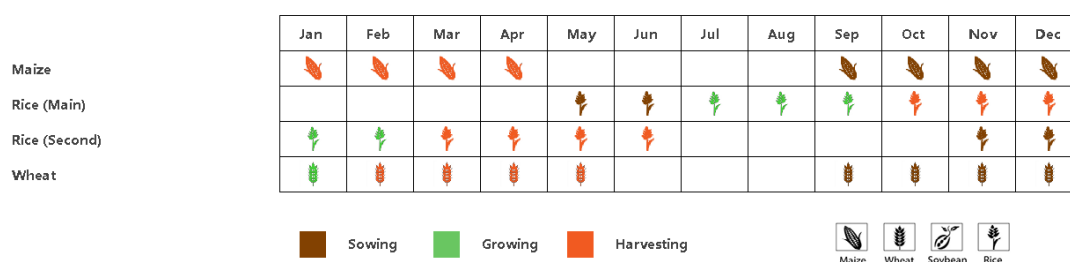 Jan Feb Mar Apr May Jun Jul Aug Sep Oct Nov Dec
Maize
Rice (Main)
Rice (Second)
Wheat
Sowing Growing Harvesting
Maize Wheat Soybean Rice